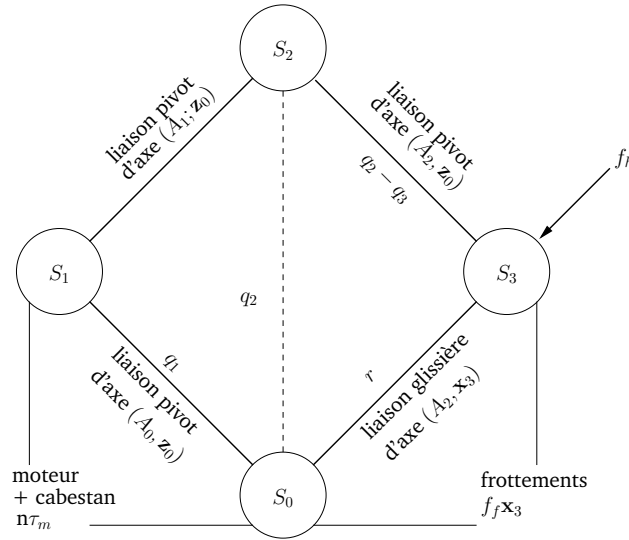 S₂
liaison pivot
d'axe (A₁; z₀)
liaison pivot
d'axe (A₂, z₀)
q₂ − q₃
S₁
q₂
S₃
q₁
liaison pivot
d'axe (A₀, z₀)
r
liaison glissière
d'axe (A₂, x₃)
moteur
+ cabestan
nτₘ
S₀
frottements
f_f x₃